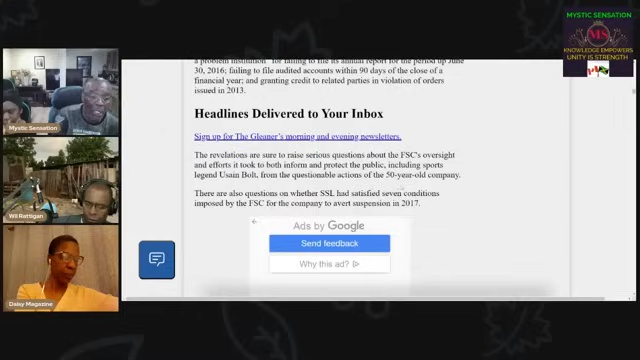 MYSTIC SENSATION
MS
KNOWLEDGE EMPOWERS
UNITY IS STRENGTH
a problem institution" for failing to file its annual report for the period up June
30, 2016; failing to file audited accounts within 90 days of the close of a
financial year; and granting credit to related parties in violation of orders
issued in 2013.
Headlines Delivered to Your Inbox
Sign up for The Gleaner's morning and evening newsletters.
The revelations are sure to raise serious questions about the FSC's oversight
and efforts it took to both inform and protect the public, including sports
legend Usain Bolt, from the questionable actions of the 50-year-old company.
There are also questions on whether SSL had satisfied seven conditions
imposed by the FSC for the company to avert suspension in 2017.
Ads by Google
Send feedback
Why this ad?
Mystic Sensation
Wil Rattigan
Daisy Magazine